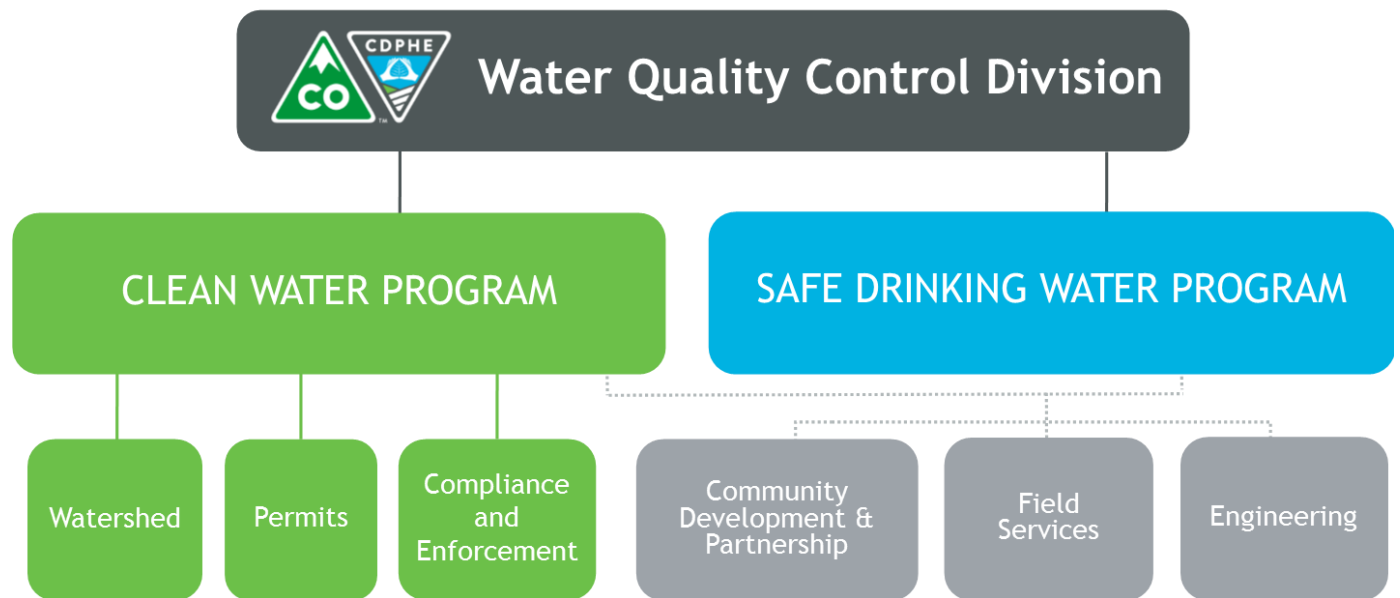 CDPHE
CO
TM
Water Quality Control Division
CLEAN WATER PROGRAM
SAFE DRINKING WATER PROGRAM
Watershed
Permits
Compliance
and
Enforcement
Community
Development &
Partnership
Field
Services
Engineering